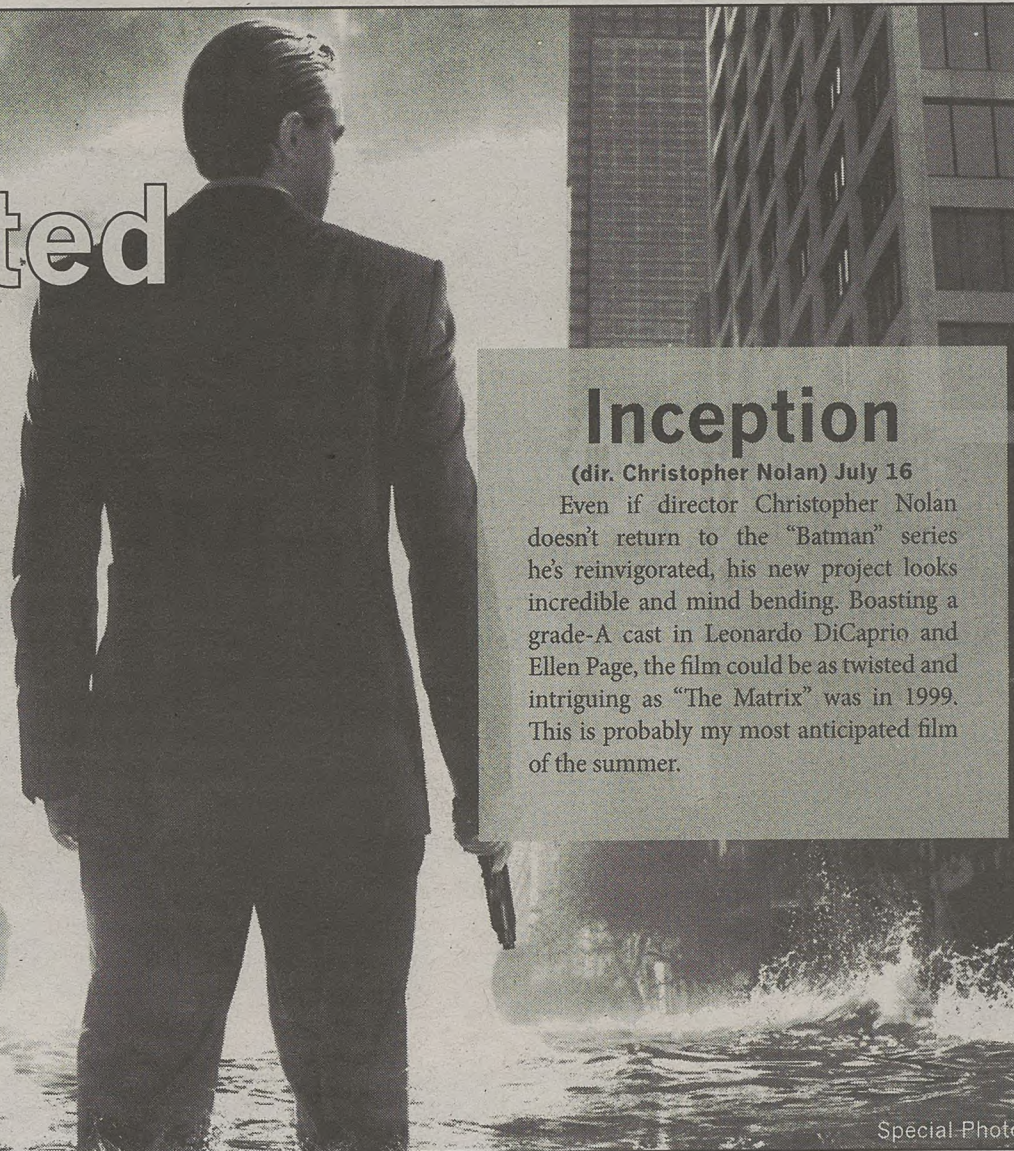 ted
Inception
(dir. Christopher Nolan) July 16
Even if director Christopher Nolan
doesn’t return to the “Batman” series
he’s reinvigorated, his new project looks
incredible and mind bending. Boasting a
grade-A cast in Leonardo DiCaprio and
Ellen Page, the film could be as twisted and
intriguing as “The Matrix” was in 1999.
This is probably my most anticipated film
of the summer.
Special Photo